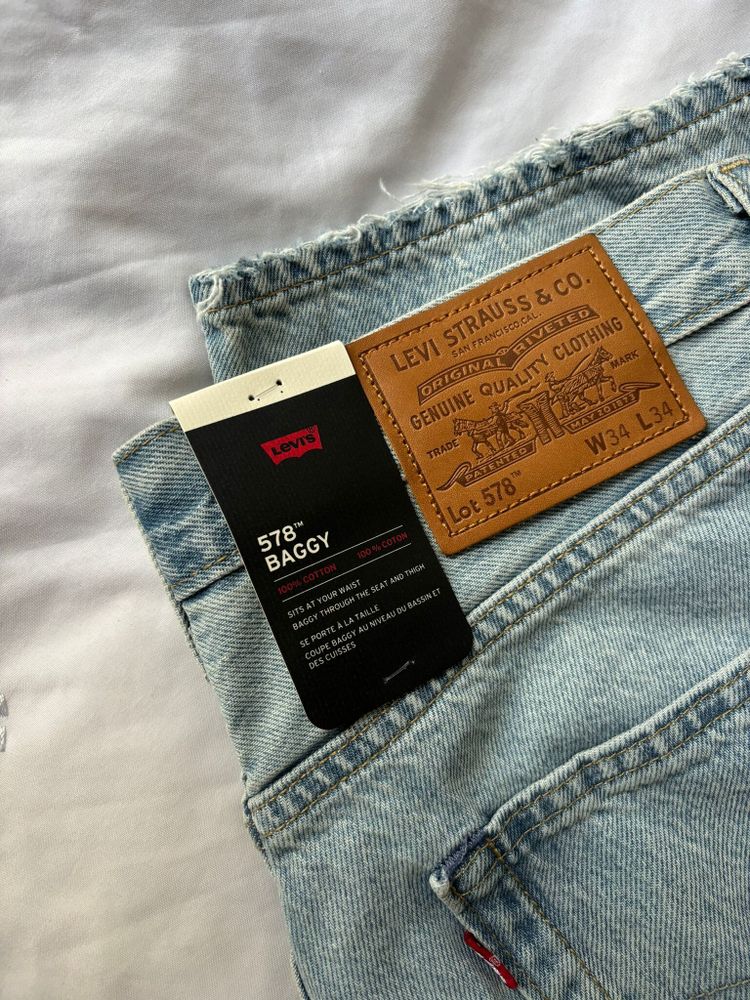 LEVI STRAUSS & CO.
SAN FRANCISCO CAL.
ORIGINAL RIVETED
GENUINE QUALITY CLOTHING
TRADE MARK
PATENTED MAY 20 1873
Lot 578™ W34 L34
Levi's®
578™
BAGGY
100% COTTON 100% COTON
SITS AT YOUR WAIST
BAGGY THROUGH THE SEAT AND THIGH
SE PORTE À LA TAILLE
COUPE BAGGY AU NIVEAU DU BASSIN ET
DES CUISSES